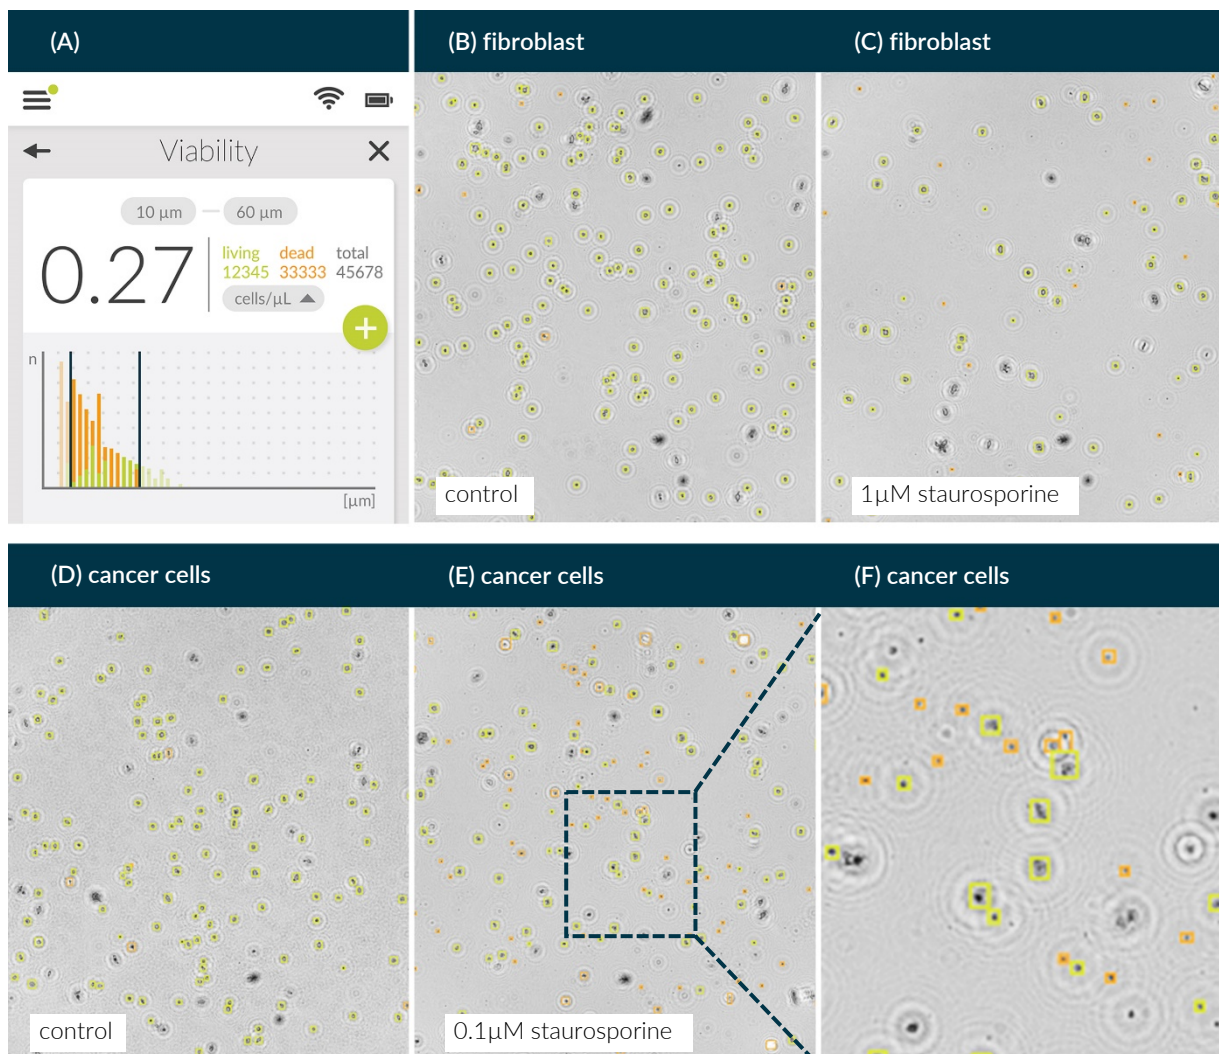 (A)
(B) fibroblast
(C) fibroblast
Viability
10 µm
60 µm
0.27
living dead total
12345 33333 45678
cells/µL
+
n
[µm]
control
1µM staurosporine
(D) cancer cells
(E) cancer cells
(F) cancer cells
control
0.1µM staurosporine